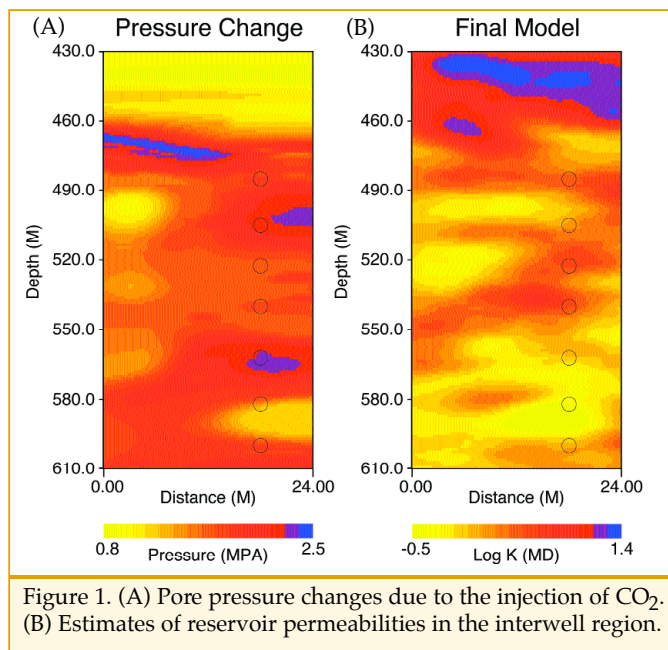 (A) Pressure Change
(B) Final Model
430.0
460.0
490.0
520.0
550.0
580.0
610.0
Depth (M)
0.00
24.00
Distance (M)
0.8
2.5
Pressure (MPA)
430.0
460.0
490.0
520.0
550.0
580.0
610.0
Depth (M)
0.00
24.00
Distance (M)
-0.5
1.4
Log K (MD)
Figure 1. (A) Pore pressure changes due to the injection of CO₂.
(B) Estimates of reservoir permeabilities in the interwell region.